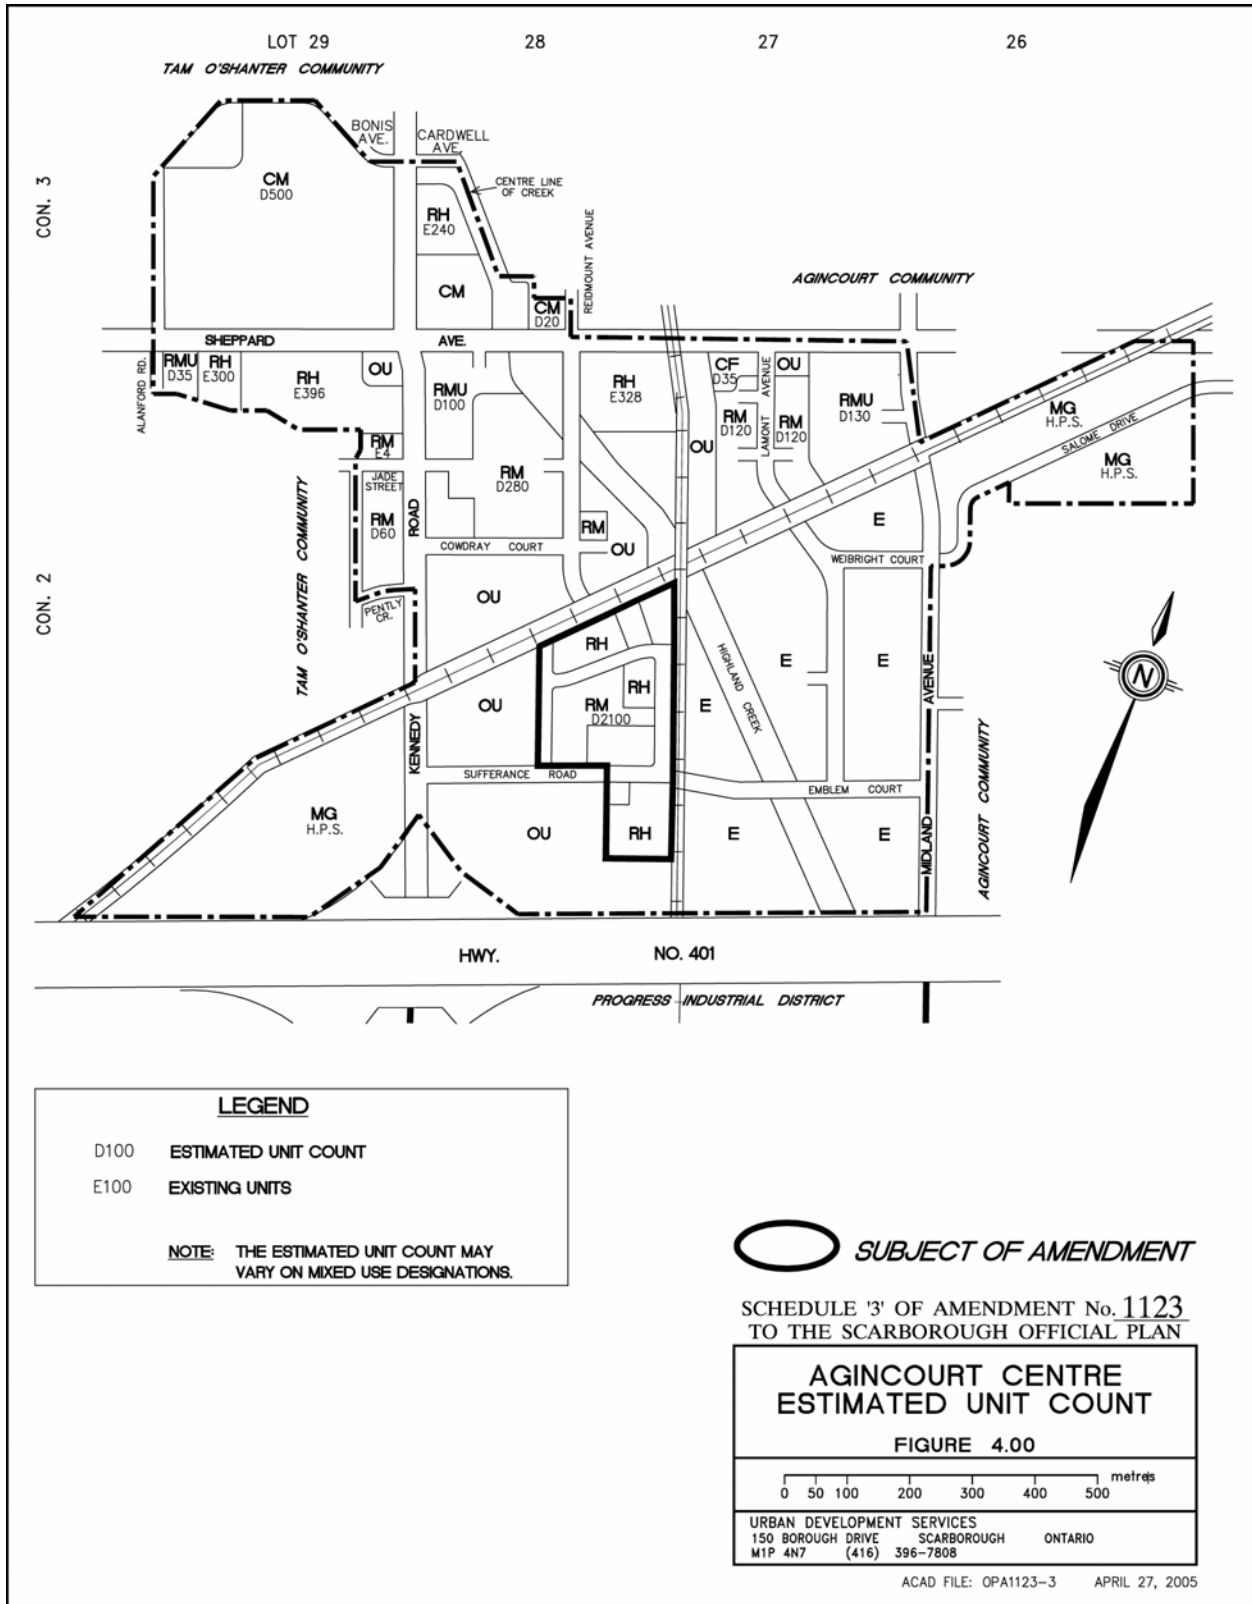 LOT 29 28 27 26
TAM O'SHANTER COMMUNITY
BONIS
AVE.
CARDWELL
AVE.
CON. 3
CM
D500
CENTRE LINE
OF CREEK
RH
E240
REIDMOUNT AVENUE
CM
AGINCOURT COMMUNITY
CM
D20
SHEPPARD AVE.
ALANFORD RD.
RMU
D35
RH
E300
RH
E396
OU
RMU
D100
RH
E328
CF
D35
LAMONT AVENUE
OU
RM
D120
RM
D120
RMU
D130
MG
H.P.S.
SALOME DRIVE
MG
H.P.S.
RM
E4
JADE
STREET
RM
D60
ROAD
RM
D280
OU
E
TAM O'SHANTER COMMUNITY
RM
OU
COWDRAY COURT
WEIBRIGHT COURT
CON. 2
PENTLY
CR.
OU
RH
RH
RM
D2100
OU
E
HIGHLAND CREEK
E
E
MIDLAND AVENUE
N
KENNEDY
SUFFERANCE ROAD
EMBLEM COURT
AGINCOURT COMMUNITY
MG
H.P.S.
OU
RH
E
E
HWY. NO. 401
PROGRESS INDUSTRIAL DISTRICT
LEGEND
D100 ESTIMATED UNIT COUNT
E100 EXISTING UNITS
NOTE: THE ESTIMATED UNIT COUNT MAY
VARY ON MIXED USE DESIGNATIONS.
SUBJECT OF AMENDMENT
SCHEDULE '3' OF AMENDMENT No. 1123
TO THE SCARBOROUGH OFFICIAL PLAN
AGINCOURT CENTRE
ESTIMATED UNIT COUNT
FIGURE 4.00
metres
0 50 100 200 300 400 500
URBAN DEVELOPMENT SERVICES
150 BOROUGH DRIVE SCARBOROUGH ONTARIO
M1P 4N7 (416) 396-7808
ACAD FILE: OPA1123-3 APRIL 27, 2005